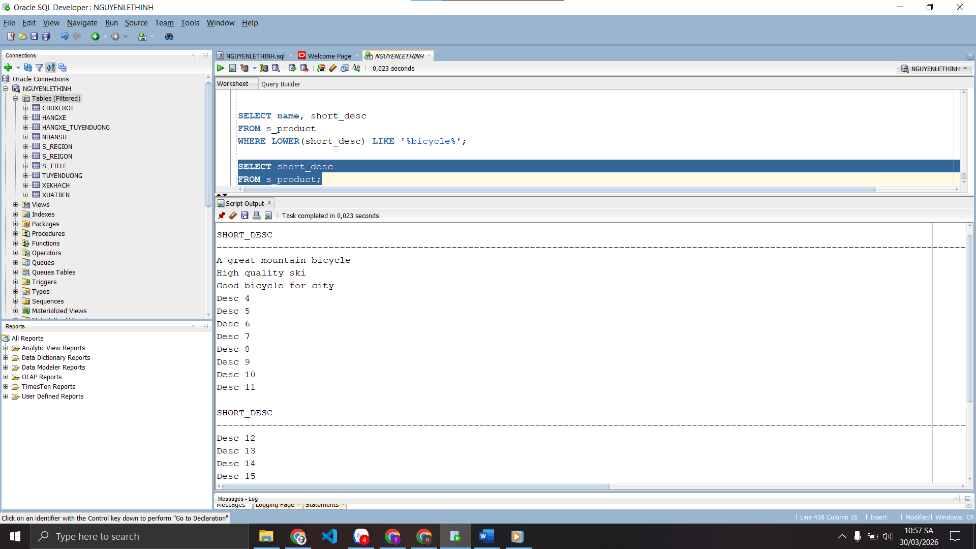 Oracle SQL Developer : NGUYENLETHINH
File Edit View Navigate Run Source Team Tools Window Help
Connections
Oracle Connections
NGUYENLETHINH
Tables (Filtered)
CHUXEROI
HANGXE
HANGXE_TUYENDUONG
NHANSU
S_REGION
S_REIGON
S_TITLE
TUYENDUONG
XEKHACH
XUATBEN
Views
Indexes
Packages
Procedures
Functions
Operators
Queues
Queues Tables
Triggers
Types
Sequences
Materialized Views
Reports
All Reports
Analytic View Reports
Data Dictionary Reports
Data Modeler Reports
OLAP Reports
TimesTen Reports
User Defined Reports
NGUYENLETHINH.sql Welcome Page NGUYENLETHINH
0,023 seconds NGUYENLETHINH
Worksheet Query Builder
SELECT name, short_desc
FROM s_product
WHERE LOWER(short_desc) LIKE '%bicycle%';
SELECT short_desc
FROM s_product;
Script Output
Task completed in 0,023 seconds
SHORT_DESC
A great mountain bicycle
High quality ski
Good bicycle for city
Desc 4
Desc 5
Desc 6
Desc 7
Desc 8
Desc 9
Desc 10
Desc 11
SHORT_DESC
Desc 12
Desc 13
Desc 14
Desc 15
Messages - Log
Messages Logging Page Statements
Click on an identifier with the Control key down to perform "Go to Declaration"
Line 438 Column 16 Insert Modified Windows: CR
Type here to search
10:57 SA
30/03/2026